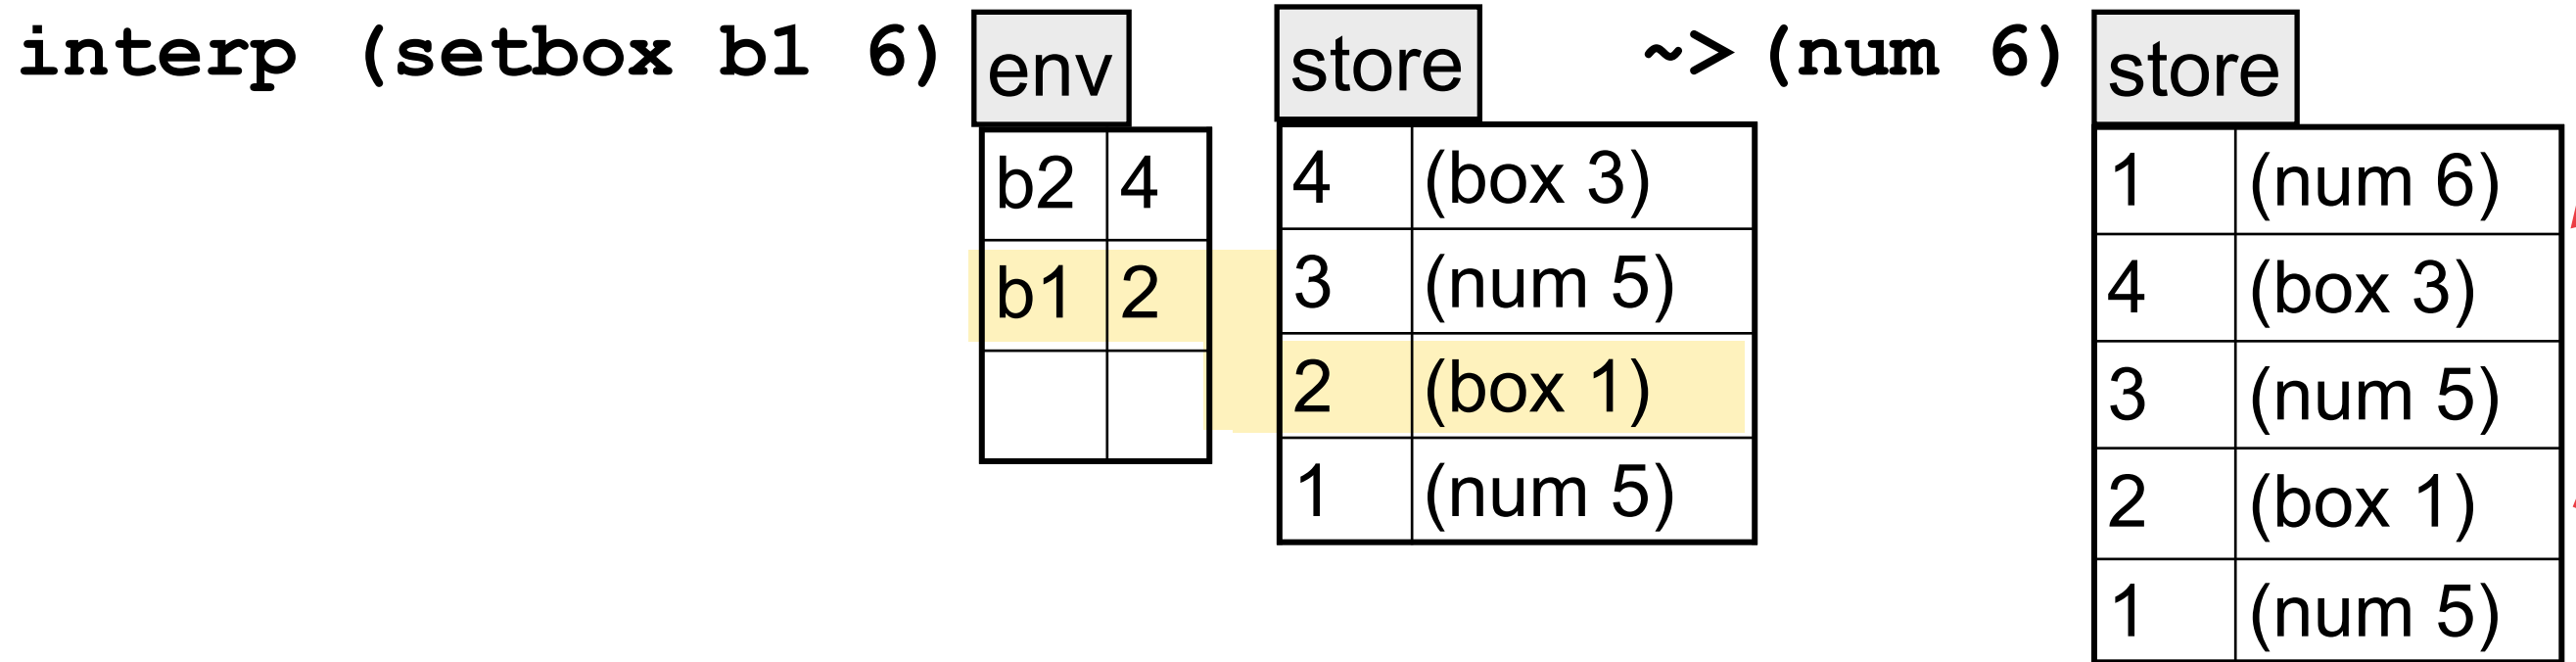 interp (setbox b1 6) env store ~> (num 6) store
b2 4
b1 2
4 (box 3)
3 (num 5)
2 (box 1)
1 (num 5)
1 (num 6)
4 (box 3)
3 (num 5)
2 (box 1)
1 (num 5)